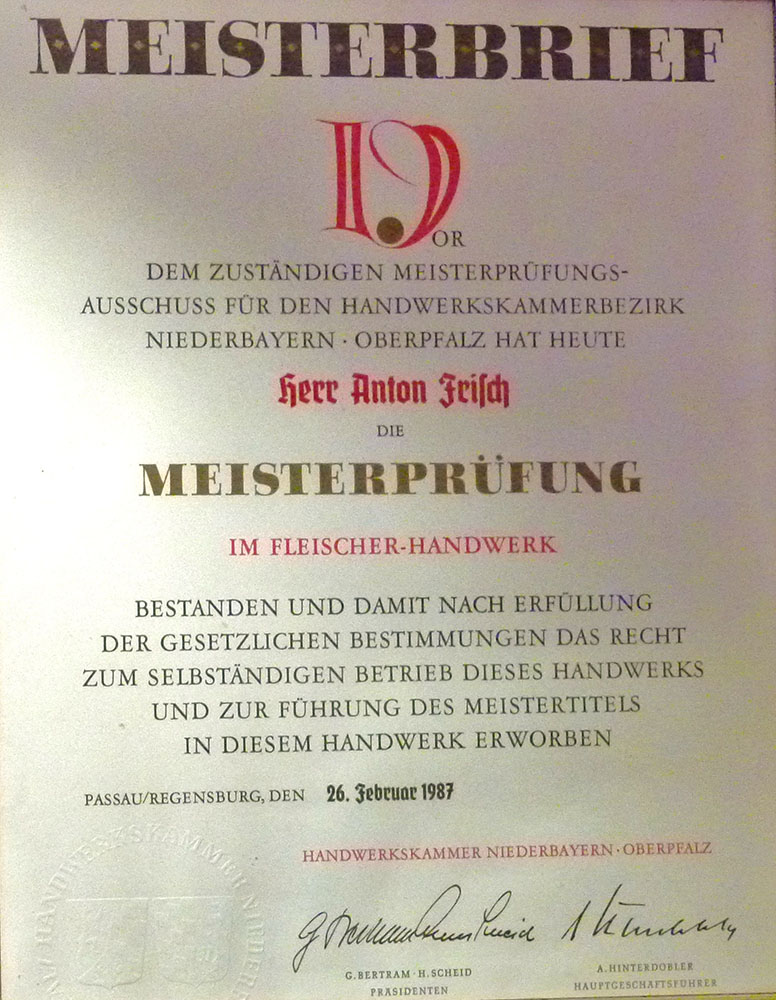 MEISTERBRIEF
VOR
DEM ZUSTÄNDIGEN MEISTERPRÜFUNGS-
AUSSCHUSS FÜR DEN HANDWERKSKAMMERBEZIRK
NIEDERBAYERN · OBERPFALZ HAT HEUTE
Herr Anton Frisch
DIE
MEISTERPRÜFUNG
IM FLEISCHER-HANDWERK
BESTANDEN UND DAMIT NACH ERFÜLLUNG
DER GESETZLICHEN BESTIMMUNGEN DAS RECHT
ZUM SELBSTÄNDIGEN BETRIEB DIESES HANDWERKS
UND ZUR FÜHRUNG DES MEISTERTITELS
IN DIESEM HANDWERK ERWORBEN
PASSAU/REGENSBURG, DEN 26. Februar 1987
HANDWERKSKAMMER NIEDERBAYERN · OBERPFALZ
HANDWERKSKAMMER
G. BERTRAM · H. SCHEID
PRÄSIDENTEN
A. HINTERDOBLER
HAUPTGESCHÄFTSFÜHRER